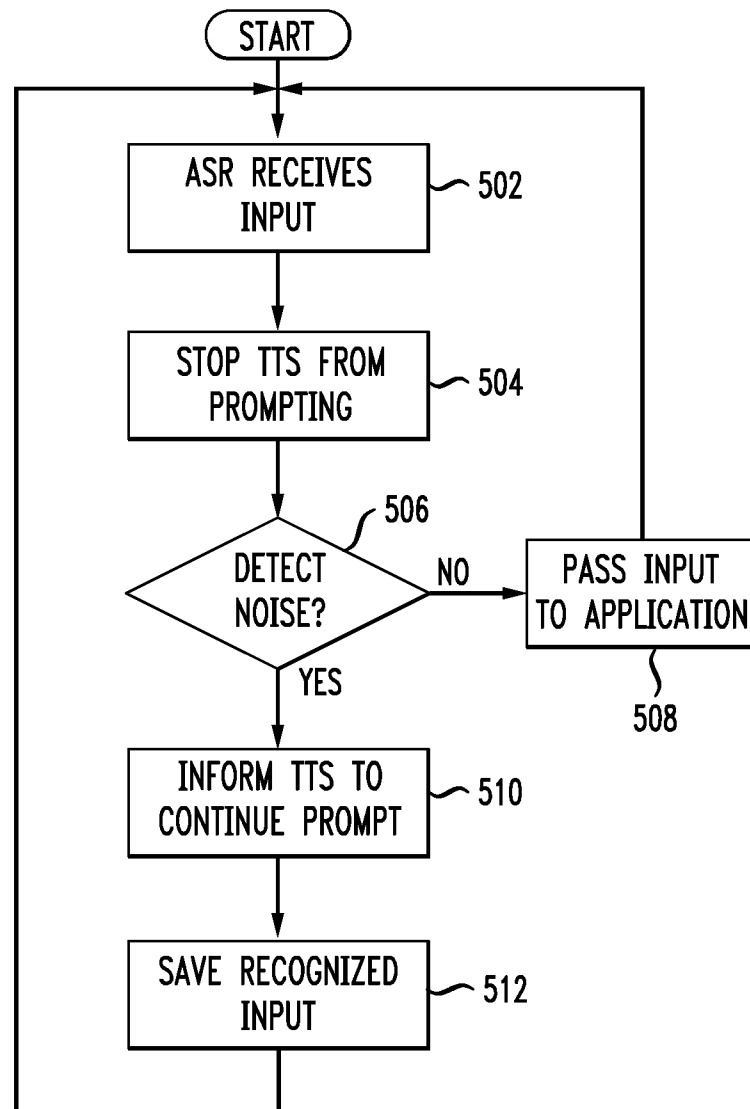 START
ASR RECEIVES
INPUT
502
STOP TTS FROM
PROMPTING
504
506
DETECT
NOISE?
NO
PASS INPUT
TO APPLICATION
508
YES
INFORM TTS TO
CONTINUE PROMPT
510
SAVE RECOGNIZED
INPUT
512